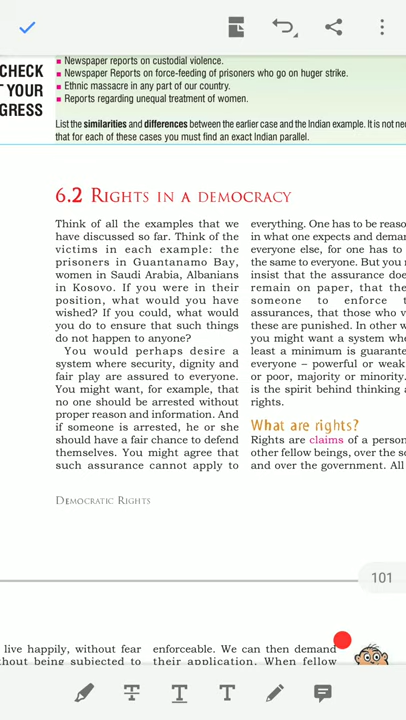 ■ Newspaper reports on custodial violence.
CHECK
■ Newspaper Reports on force-feeding of prisoners who go on huger strike.
YOUR
■ Ethnic massacre in any part of our country.
■ Reports regarding unequal treatment of women.
GRESS
List the similarities and differences between the earlier case and the Indian example. It is not
that for each of these cases you must find an exact Indian parallel.
6.2 RIGHTS IN A DEMOCRACY
Think of all the examples that we
have discussed so far. Think of the
victims in each example: the
prisoners in Guantanamo Bay,
women in Saudi Arabia, Albanians
in Kosovo. If you were in their
position, what would you have
wished? If you could, what would
you do to ensure that such things
do not happen to anyone?
You would perhaps desire a
system where security, dignity and
fair play are assured to everyone.
You might want, for example, that
no one should be arrested without
proper reason and information. And
if someone is arrested, he or she
should have a fair chance to defend
themselves. You might agree that
such assurance cannot apply to
everything. One has to be reaso
in what one expects and dema
everyone else, for one has to
the same to everyone. But you
insist that the assurance doe
remain on paper, that the
someone to enforce t
assurances, that those who v
these are punished. In other w
you might want a system whe
least a minimum is guarante
everyone – powerful or weak
or poor, majority or minority.
is the spirit behind thinking
rights.
What are rights?
Rights are claims of a person
other fellow beings, over the so
and over the government. All
DEMOCRATIC RIGHTS
101
live happily, without fear
hout being subjected to
enforceable. We can then demand
their application. When fellow